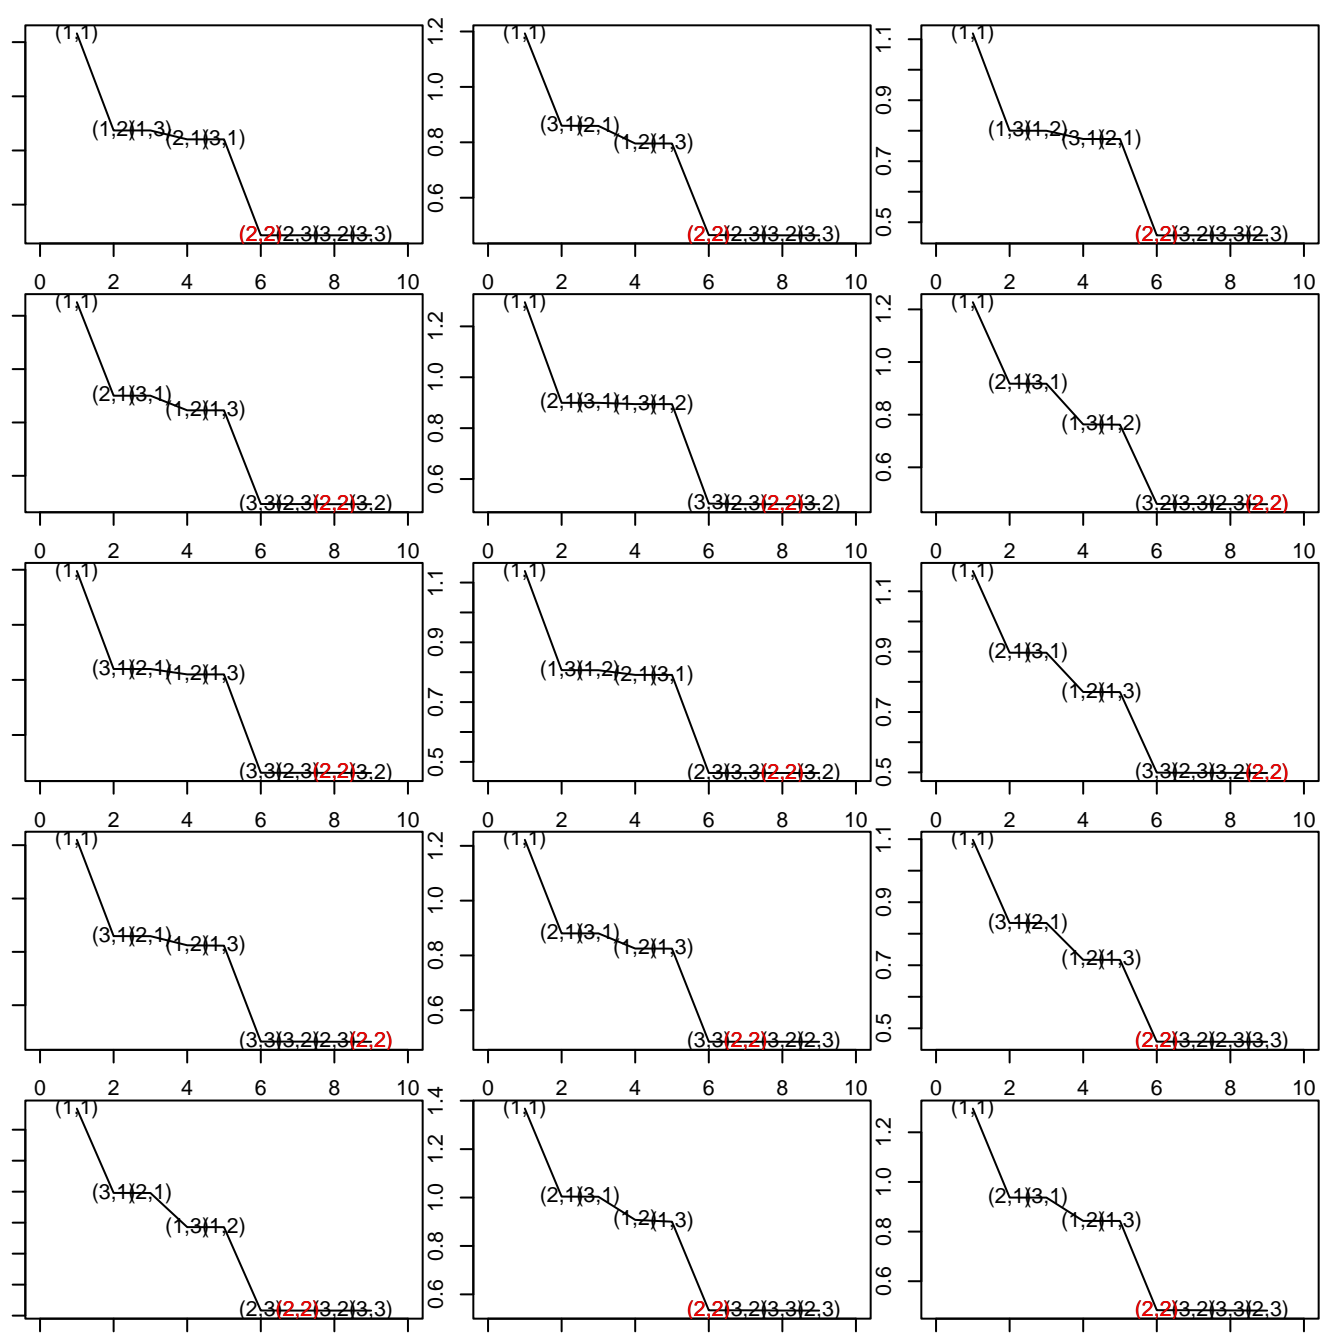 (1,1) 1.2 (1,1) 1.1 (1,1)
1.0 0.9
(1,2) (1,3) (2,1) (3,1) 0.8 (3,1) (2,1) (1,2) (1,3) 0.7 (1,3) (1,2) (3,1) (2,1)
0.6 0.5
(2,2) (2,3) (3,2) (3,3) (2,2) (2,3) (3,2) (3,3) (2,2) (3,2) (3,3) (2,3)
0 2 4 6 8 10 0 2 4 6 8 10 0 2 4 6 8 10
(1,1) 1.2 (1,1) 1.2 (1,1)
1.0 1.0
(2,1) (3,1) (1,2) (1,3) 0.8 (2,1) (3,1) (1,3) (1,2) 0.8 (2,1) (3,1) (1,3) (1,2)
0.6 0.6
(3,3) (2,3) (2,2) (3,2) (3,3) (2,3) (2,2) (3,2) (3,2) (3,3) (2,3) (2,2)
0 2 4 6 8 10 0 2 4 6 8 10 0 2 4 6 8 10
(1,1) 1.1 (1,1) 1.1 (1,1)
0.9 0.9
(3,1) (2,1) (1,2) (1,3) 0.7 (1,3) (1,2) (2,1) (3,1) 0.7 (2,1) (3,1) (1,2) (1,3)
0.5 0.5
(3,3) (2,3) (2,2) (3,2) (2,3) (3,3) (2,2) (3,2) (3,3) (2,3) (3,2) (2,2)
0 2 4 6 8 10 0 2 4 6 8 10 0 2 4 6 8 10
(1,1) 1.2 (1,1) 1.1 (1,1)
1.0 0.9
(3,1) (2,1) (1,2) (1,3) 0.8 (2,1) (3,1) (1,2) (1,3) 0.7 (3,1) (2,1) (1,2) (1,3)
0.6 0.5
(3,3) (3,2) (2,3) (2,2) (3,3) (2,2) (3,2) (2,3) (2,2) (3,2) (2,3) (3,3)
0 2 4 6 8 10 0 2 4 6 8 10 0 2 4 6 8 10
(1,1) 1.4 (1,1) (1,1)
1.2 1.2
(3,1) (2,1) (1,3) (1,2) 1.0 (2,1) (3,1) (1,2) (1,3) 1.0 (2,1) (3,1) (1,2) (1,3)
0.8 0.8
0.6 0.6
(2,3) (2,2) (3,2) (3,3) (2,2) (3,2) (3,3) (2,3) (2,2) (3,2) (3,3) (2,3)